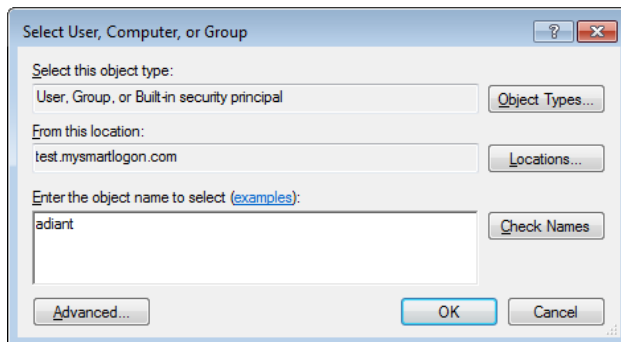 Select User, Computer, or Group
Select this object type:
User, Group, or Built-in security principal
Object Types...
From this location:
test.mysmartlogon.com
Locations...
Enter the object name to select (examples):
adiant
Check Names
Advanced...
OK
Cancel